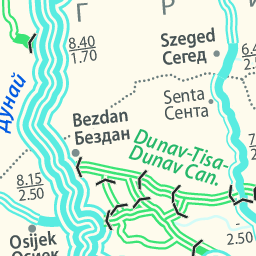 Г
Р
8.40
1.70
Szeged
Сегед
Дунай
Senta
Сента
Bezdan
Бездан
Dunav-Tisa-
Dunav Can.
8.15
2.50
Osijek
2.50